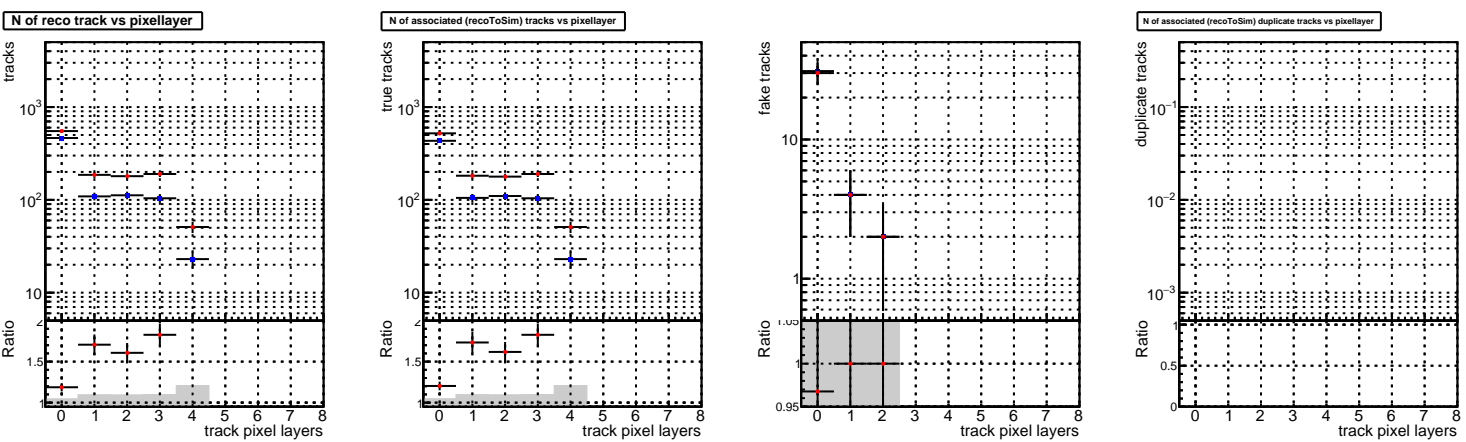 N of reco track vs pixellayer
tracks
10³
10²
10
Ratio
2
1.5
1
0 1 2 3 4 5 6 7 8
track pixel layers
N of associated (recoToSim) tracks vs pixellayer
true tracks
10³
10²
10
Ratio
2
1.5
1
0 1 2 3 4 5 6 7 8
track pixel layers
fake tracks
10
1
Ratio
1.05
1
0.95
0 1 2 3 4 5 6 7 8
track pixel layers
N of associated (recoToSim) duplicate tracks vs pixellayer
duplicate tracks
10⁻¹
10⁻²
10⁻³
Ratio
1
0.5
0
0 1 2 3 4 5 6 7 8
track pixel layers